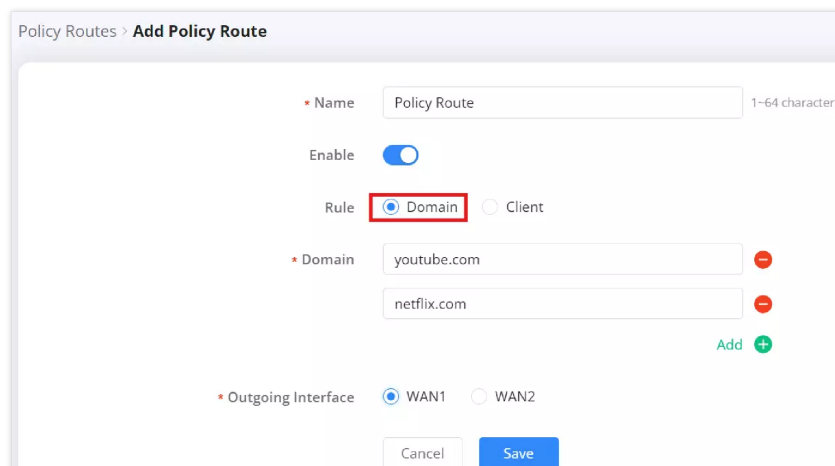 Policy Routes > Add Policy Route
* Name Policy Route 1~64 character
Enable
Rule Domain Client
* Domain youtube.com
netflix.com
Add
* Outgoing Interface WAN1 WAN2
Cancel Save